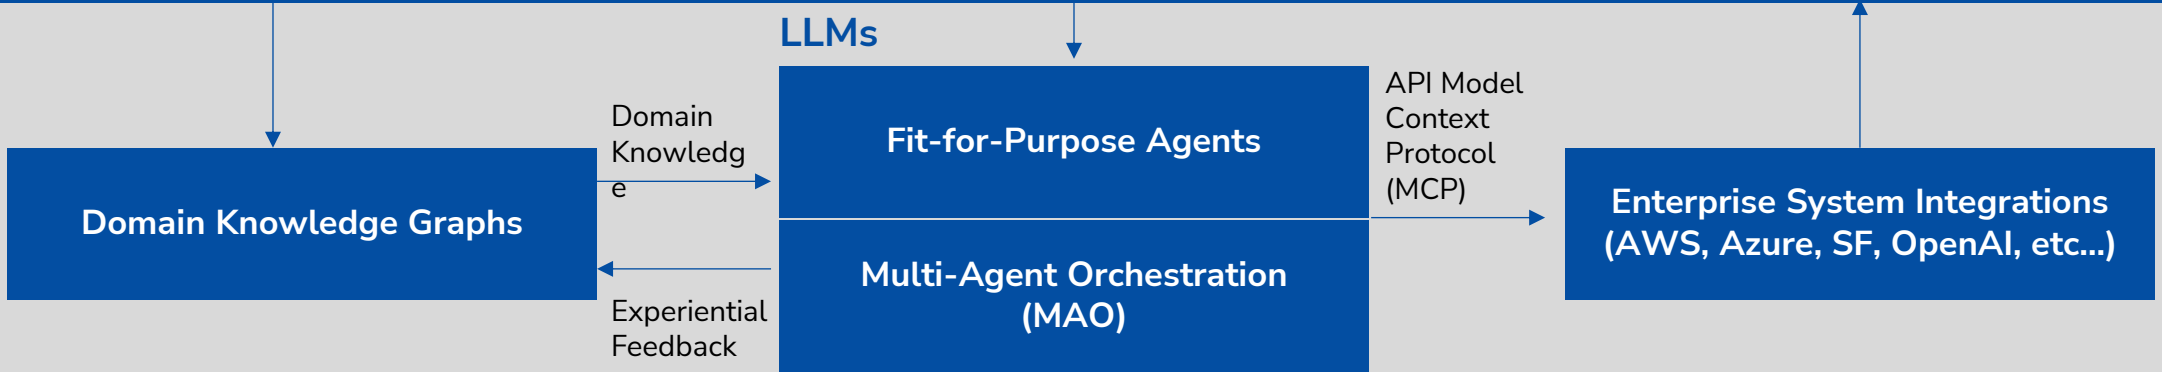 LLMs
Domain
Knowledg
e
Domain Knowledge Graphs
Experiential
Feedback
Fit-for-Purpose Agents
Multi-Agent Orchestration
(MAO)
API Model
Context
Protocol
(MCP)
Enterprise System Integrations
(AWS, Azure, SF, OpenAI, etc...)